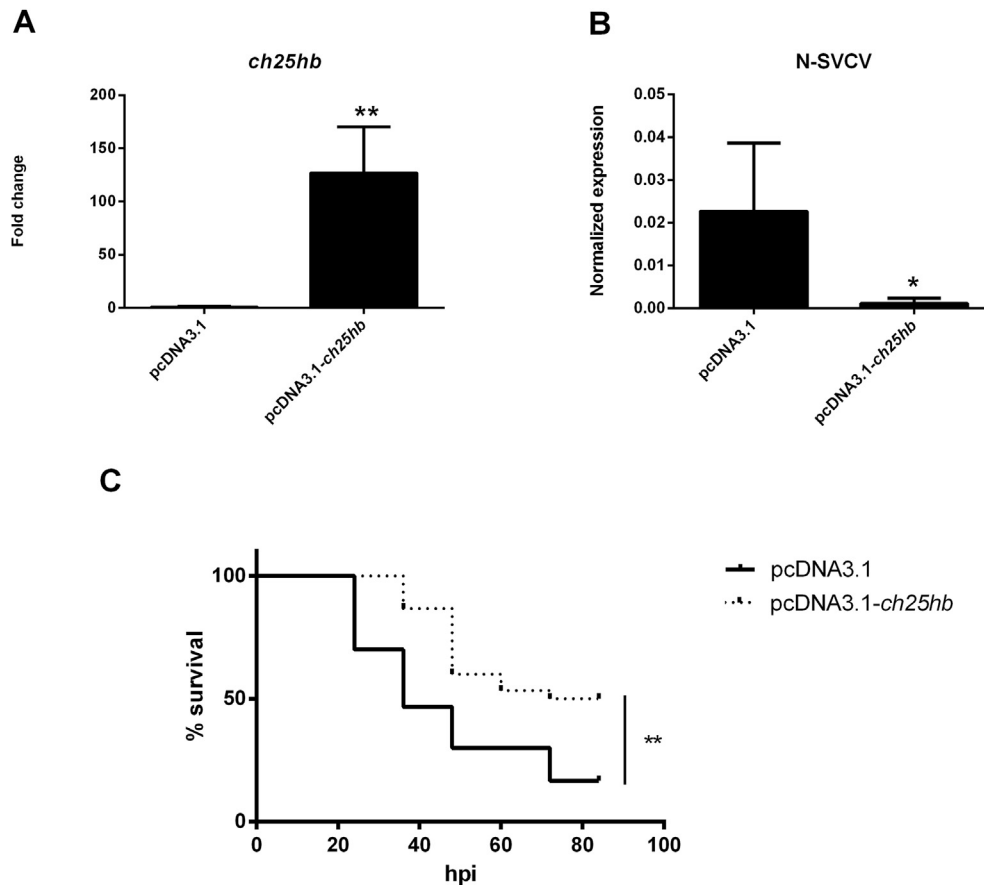 A
ch25hb
Fold change
200
150
100
50
0
**
pcDNA3.1
pcDNA3.1-ch25hb
B
N-SVCV
Normalized expression
0.05
0.04
0.03
0.02
0.01
0.00
*
pcDNA3.1
pcDNA3.1-ch25hb
C
% survival
100
50
0
0 20 40 60 80 100
hpi
**
pcDNA3.1
pcDNA3.1-ch25hb